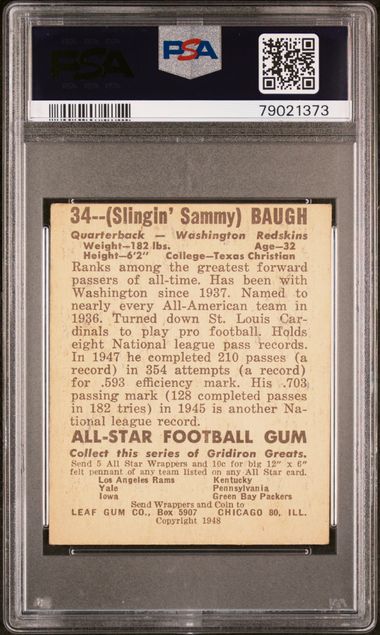 PSA
PSA
79021373
34--(Slingin' Sammy) BAUGH
Quarterback — Washington Redskins
Weight—182 lbs. Age—32
Height—6'2" College—Texas Christian
Ranks among the greatest forward
passers of all-time. Has been with
Washington since 1937. Named to
nearly every All-American team in
1936. Turned down St. Louis Car-
dinals to play pro football. Holds
eight National league pass records.
In 1947 he completed 210 passes (a
record) in 354 attempts (a record)
for .593 efficiency mark. His .703
passing mark (128 completed passes
in 182 tries) in 1945 is another Na-
tional league record.
ALL-STAR FOOTBALL GUM
Collect this series of Gridiron Greats.
Send 5 All Star Wrappers and 10c for big 12" x 6"
felt pennant of any team listed on any All Star card.
Los Angeles Rams Kentucky
Yale Pennsylvania
Iowa Green Bay Packers
Send Wrappers and Coin to
LEAF GUM CO., Box 5907 CHICAGO 80, ILL.
Copyright 1948